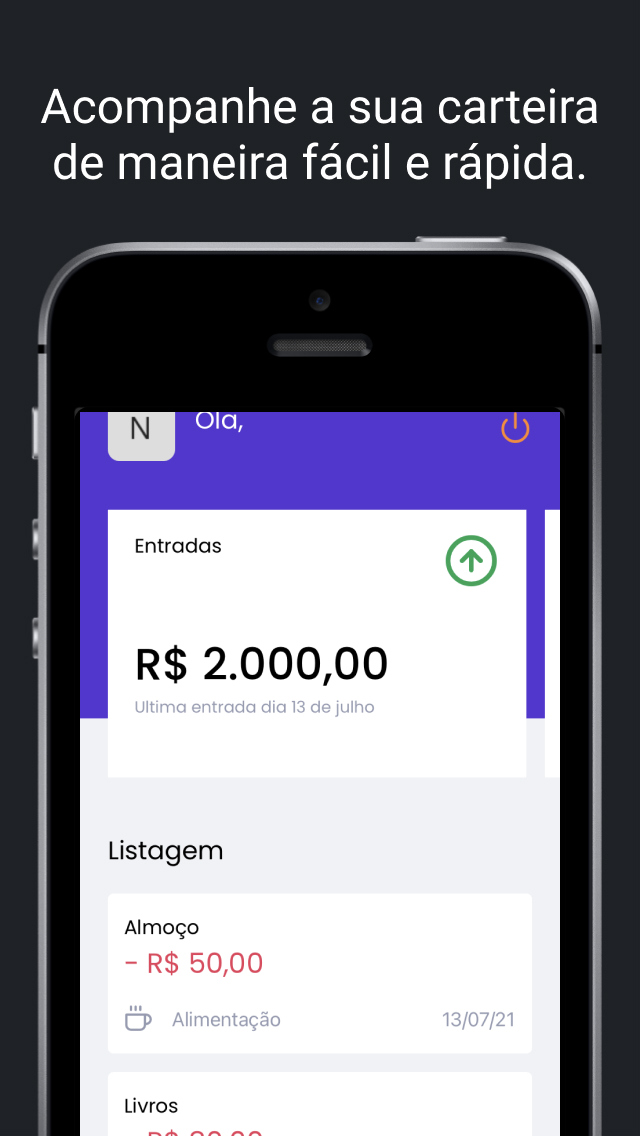 Acompanhe a sua carteira
de maneira fácil e rápida.
N
Olá,
Entradas
R$ 2.000,00
Ultima entrada dia 13 de julho
Listagem
Almoço
- R$ 50,00
Alimentação 13/07/21
Livros